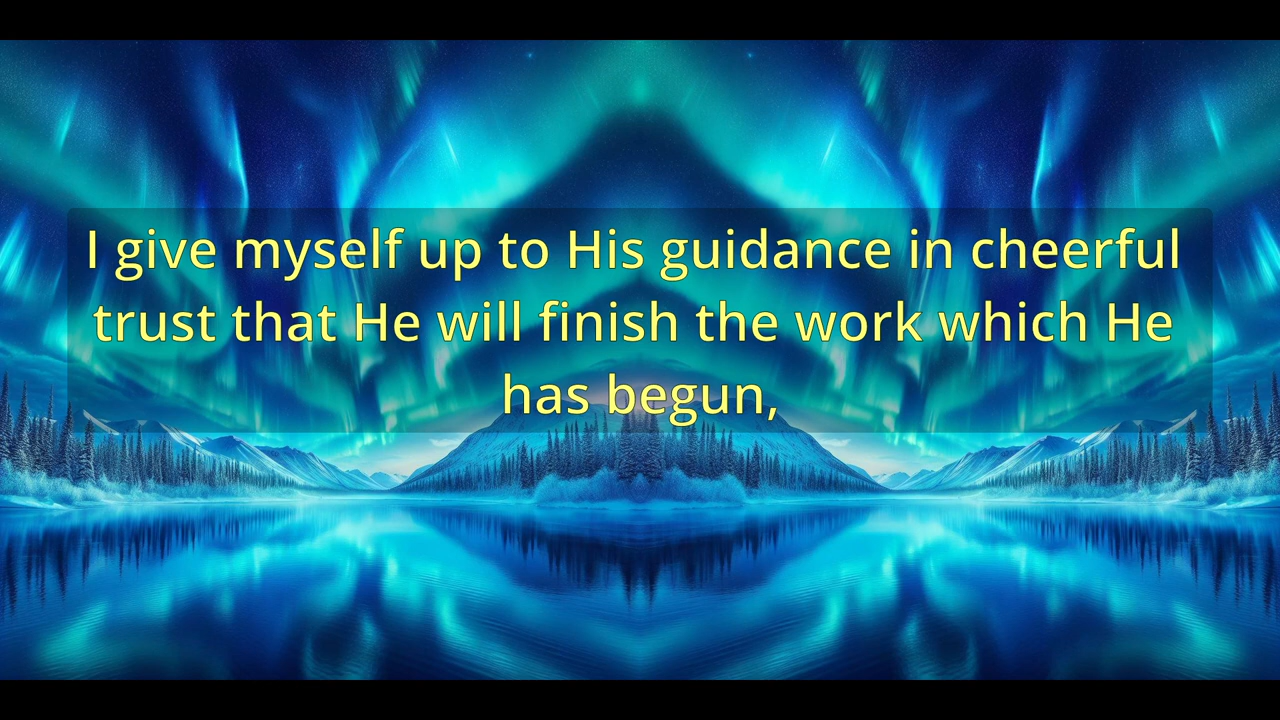 I give myself up to His guidance in cheerful
trust that He will finish the work which He
has begun,